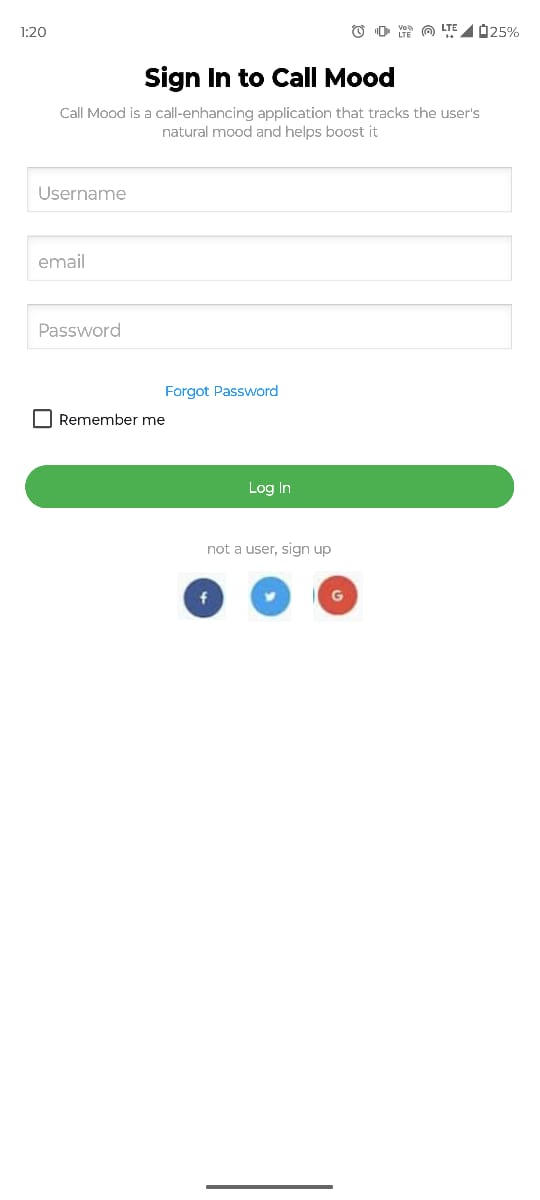 1:20
Vo))
LTE
LTE
25%
Sign In to Call Mood
Call Mood is a call-enhancing application that tracks the user's
natural mood and helps boost it
Username
email
Password
Forgot Password
Remember me
Log In
not a user, sign up
f
G